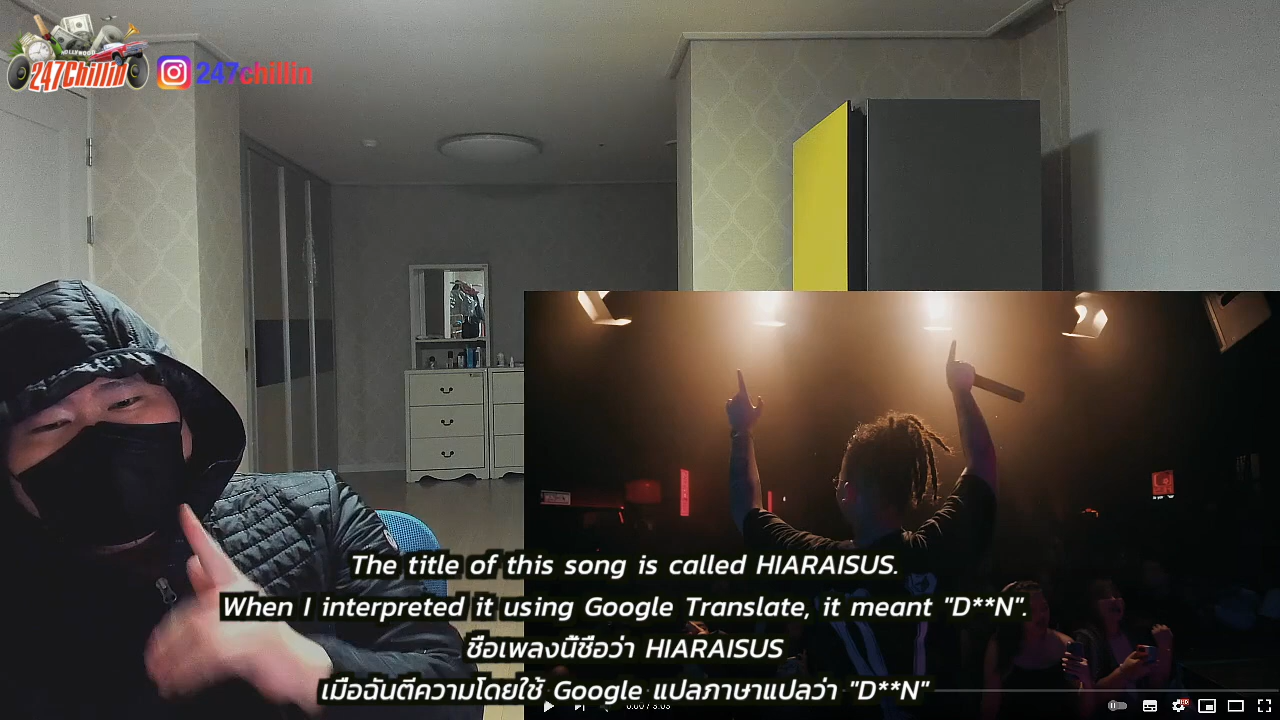 HOLLYWOOD
247Chillin
247chillin
The title of this song is called HIARAISUS.
When I interpreted it using Google Translate, it meant "D**N".
ชื่อเพลงนี้ชื่อว่า HIARAISUS
เมื่อฉันตีความโดยใช้ Google แปลภาษาแปลว่า "D**N"